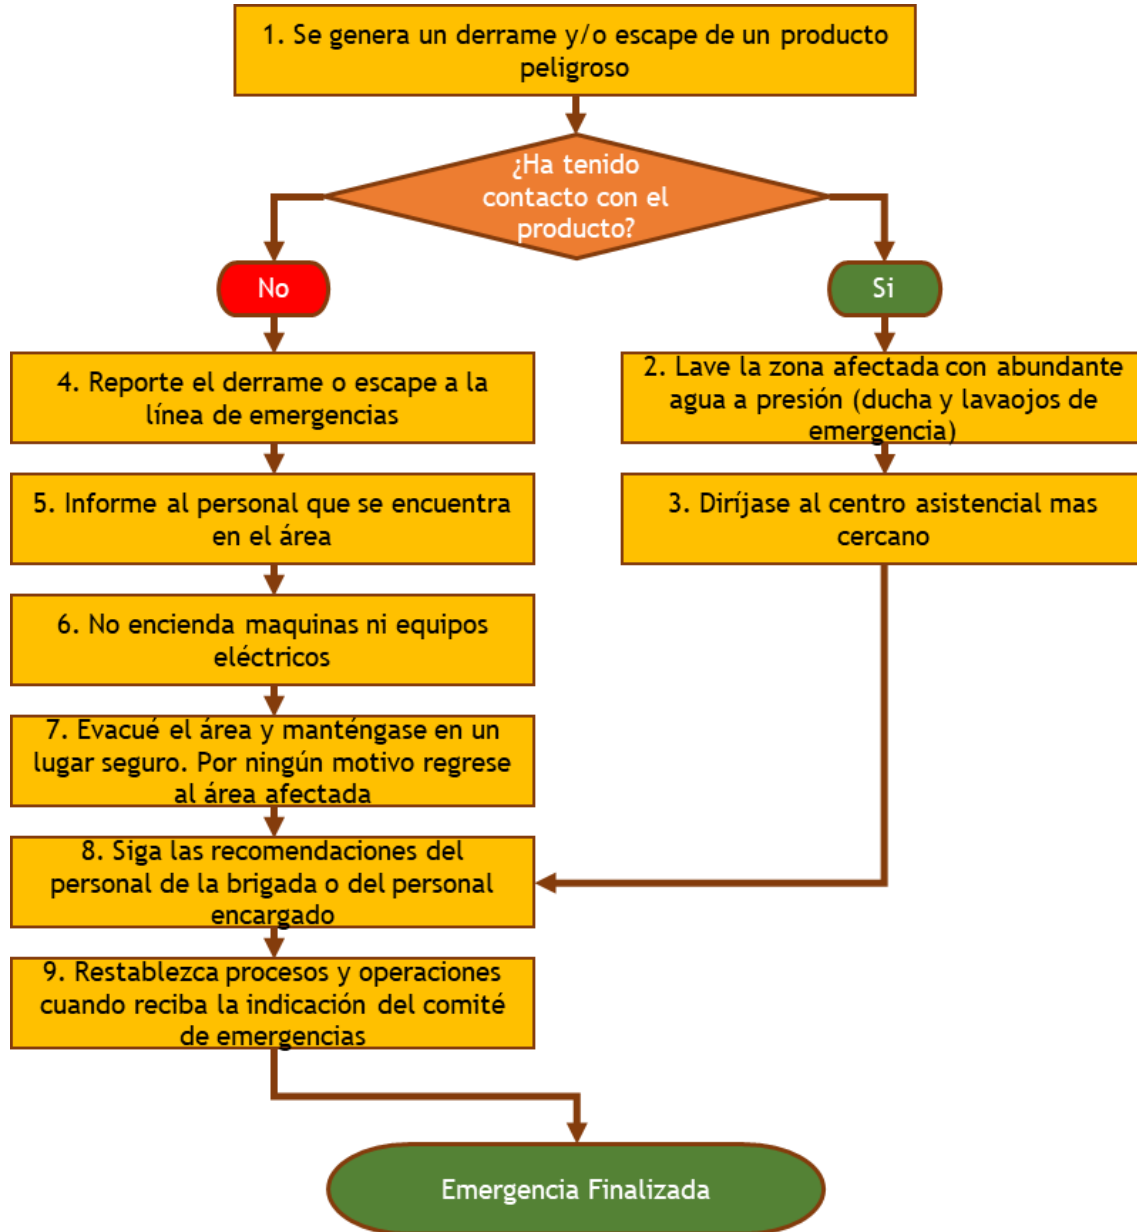 1. Se genera un derrame y/o escape de un producto
peligroso
¿Ha tenido
contacto con el
producto?
No
Si
4. Reporte el derrame o escape a la
línea de emergencias
2. Lave la zona afectada con abundante
agua a presión (ducha y lavaojos de
emergencia)
5. Informe al personal que se encuentra
en el área
3. Diríjase al centro asistencial mas
cercano
6. No encienda maquinas ni equipos
eléctricos
7. Evacué el área y manténgase en un
lugar seguro. Por ningún motivo regrese
al área afectada
8. Siga las recomendaciones del
personal de la brigada o del personal
encargado
9. Restablezca procesos y operaciones
cuando reciba la indicación del comité
de emergencias
Emergencia Finalizada